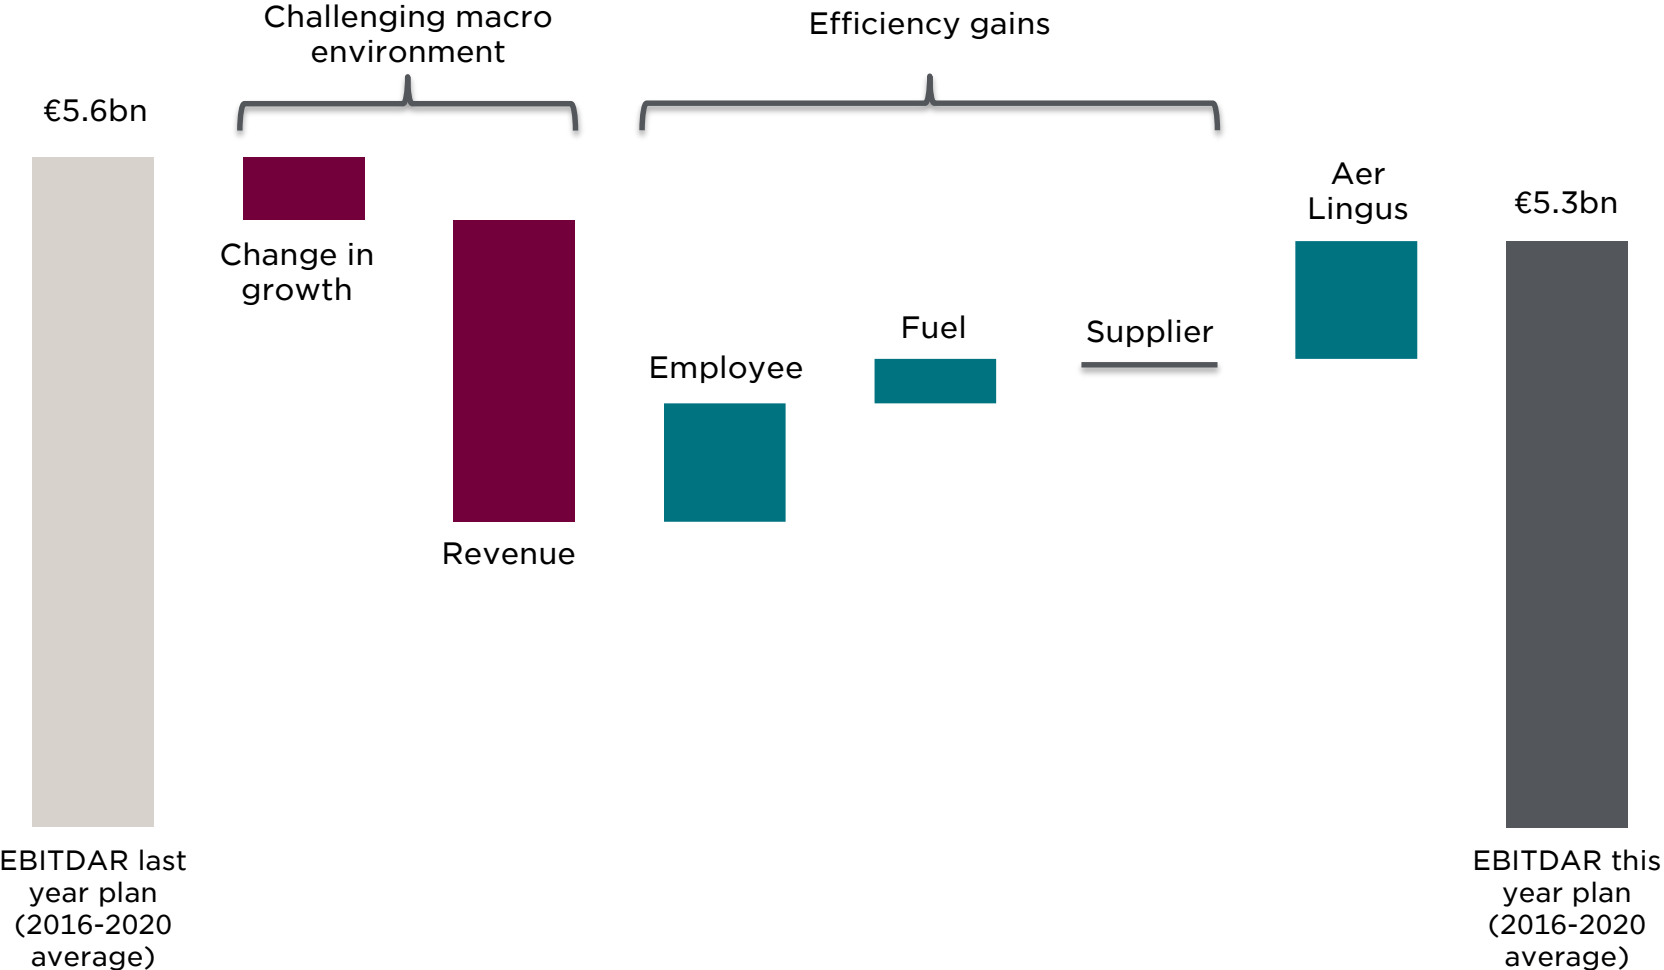 Challenging macro
environment
Efficiency gains
€5.6bn
Aer
Lingus
€5.3bn
Change in
growth
Fuel
Supplier
Employee
Revenue
EBITDAR last
year plan
(2016-2020
average)
EBITDAR this
year plan
(2016-2020
average)